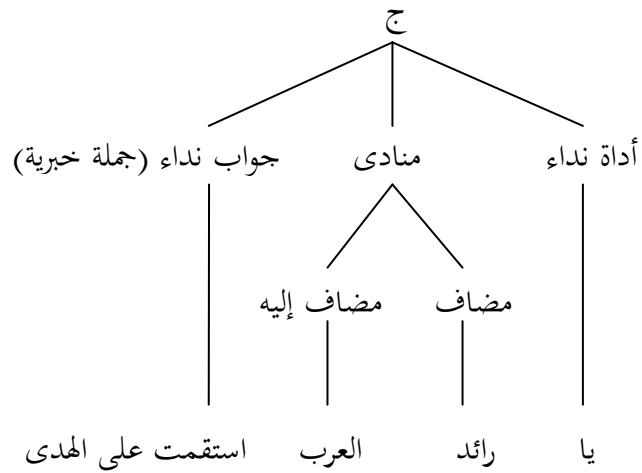 ج
أداة نداء منادى جواب نداء (جملة خبرية)
مضاف مضاف إليه
يا رائد العرب استقمت على الهدى